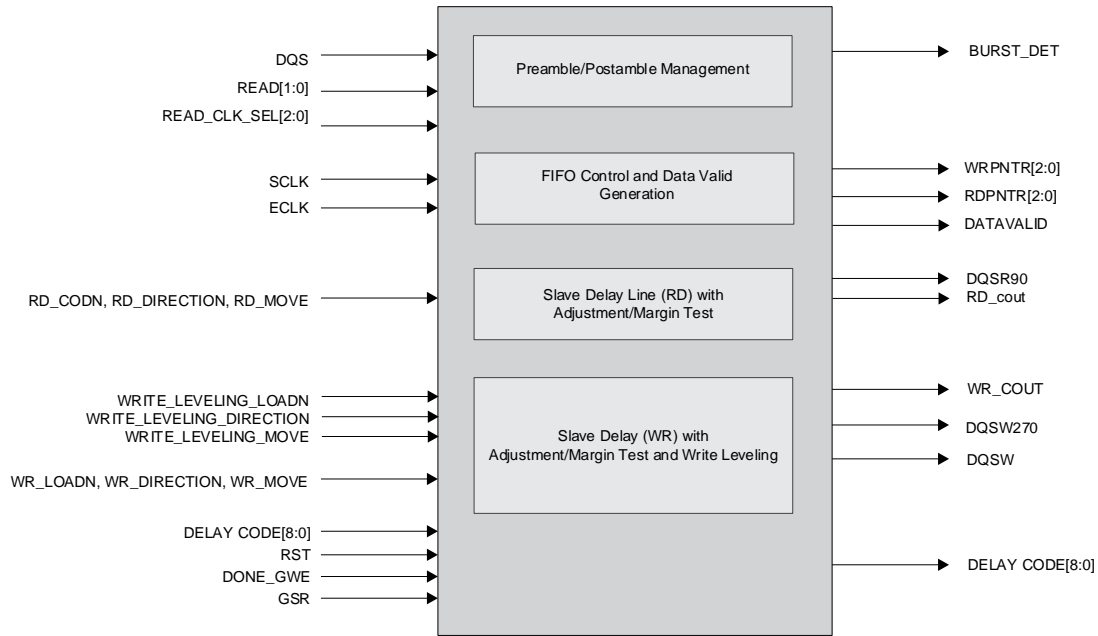 DQS
READ[1:0]
READ_CLK_SEL[2:0]
SCLK
ECLK
RD_CODN, RD_DIRECTION, RD_MOVE
WRITE_LEVELING_LOADN
WRITE_LEVELING_DIRECTION
WRITE_LEVELING_MOVE
WR_LOADN, WR_DIRECTION, WR_MOVE
DELAY CODE[8:0]
RST
DONE_GWE
GSR
Preamble/Postamble Management
FIFO Control and Data Valid
Generation
Slave Delay Line (RD) with
Adjustment/Margin Test
Slave Delay (WR) with
Adjustment/Margin Test and Write Leveling
BURST_DET
WRPNTR[2:0]
RDPNTR[2:0]
DATAVALID
DQSR90
RD_cout
WR_COUT
DQSW270
DQSW
DELAY CODE[8:0]